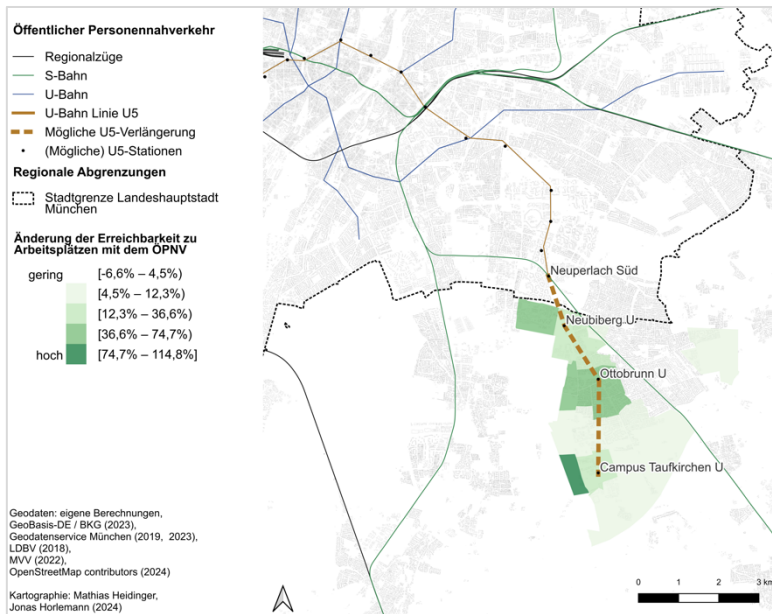 Öffentlicher Personennahverkehr
Regionalzüge
S-Bahn
U-Bahn
U-Bahn Linie U5
Mögliche U5-Verlängerung
(Mögliche) U5-Stationen
Regionale Abgrenzungen
Stadtgrenze Landeshauptstadt
München
Änderung der Erreichbarkeit zu
Arbeitsplätzen mit dem ÖPNV
gering [-6,6% – 4,5%)
[4,5% – 12,3%)
[12,3% – 36,6%)
[36,6% – 74,7%)
hoch [74,7% – 114,8%]
Neuperlach Süd
Neubiberg U
Ottobrunn U
Campus Taufkirchen U
Geodaten: eigene Berechnungen,
GeoBasis-DE / BKG (2023),
Geodatenservice München (2019, 2023),
LDBV (2018),
MVV (2022),
OpenStreetMap contributors (2024)
Kartographie: Mathias Heidinger,
Jonas Horlemann (2024)
0 1 2 3 km